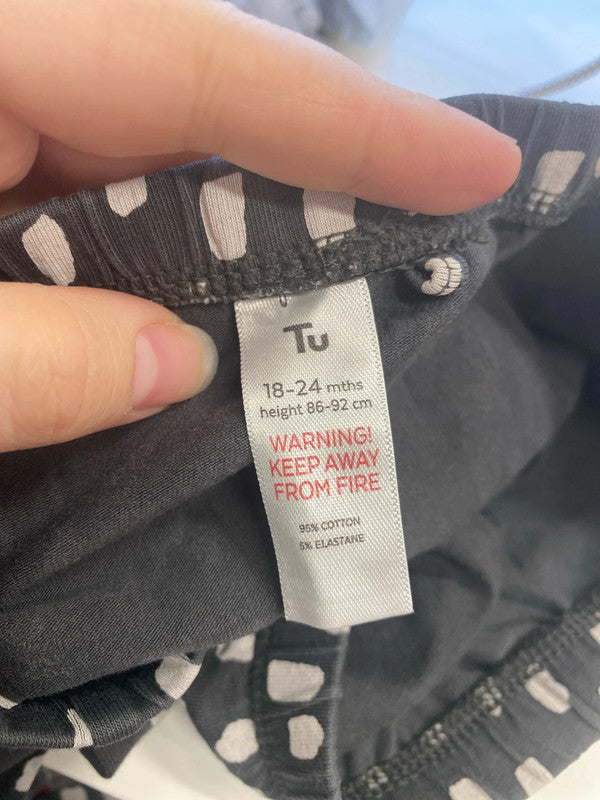 Tu
18-24 mths
height 86-92 cm
WARNING!
KEEP AWAY
FROM FIRE
95% COTTON
5% ELASTANE